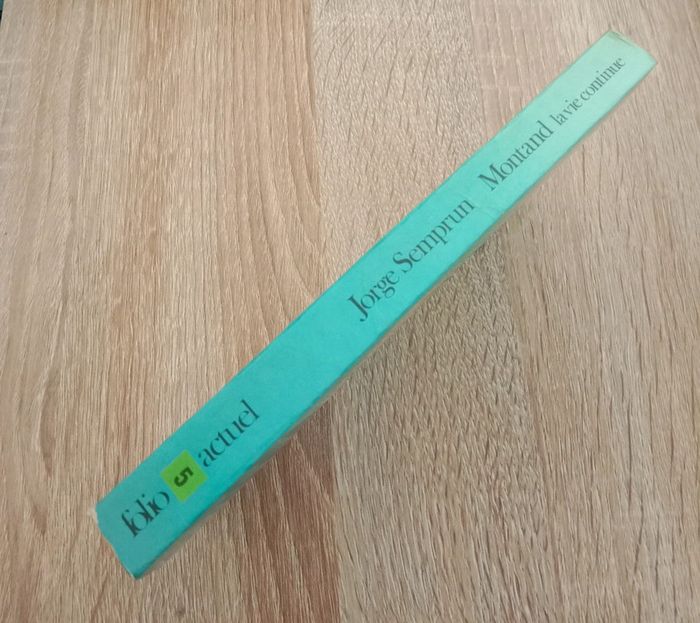 folio 5 actuel Jorge Semprun Montand la vie continue